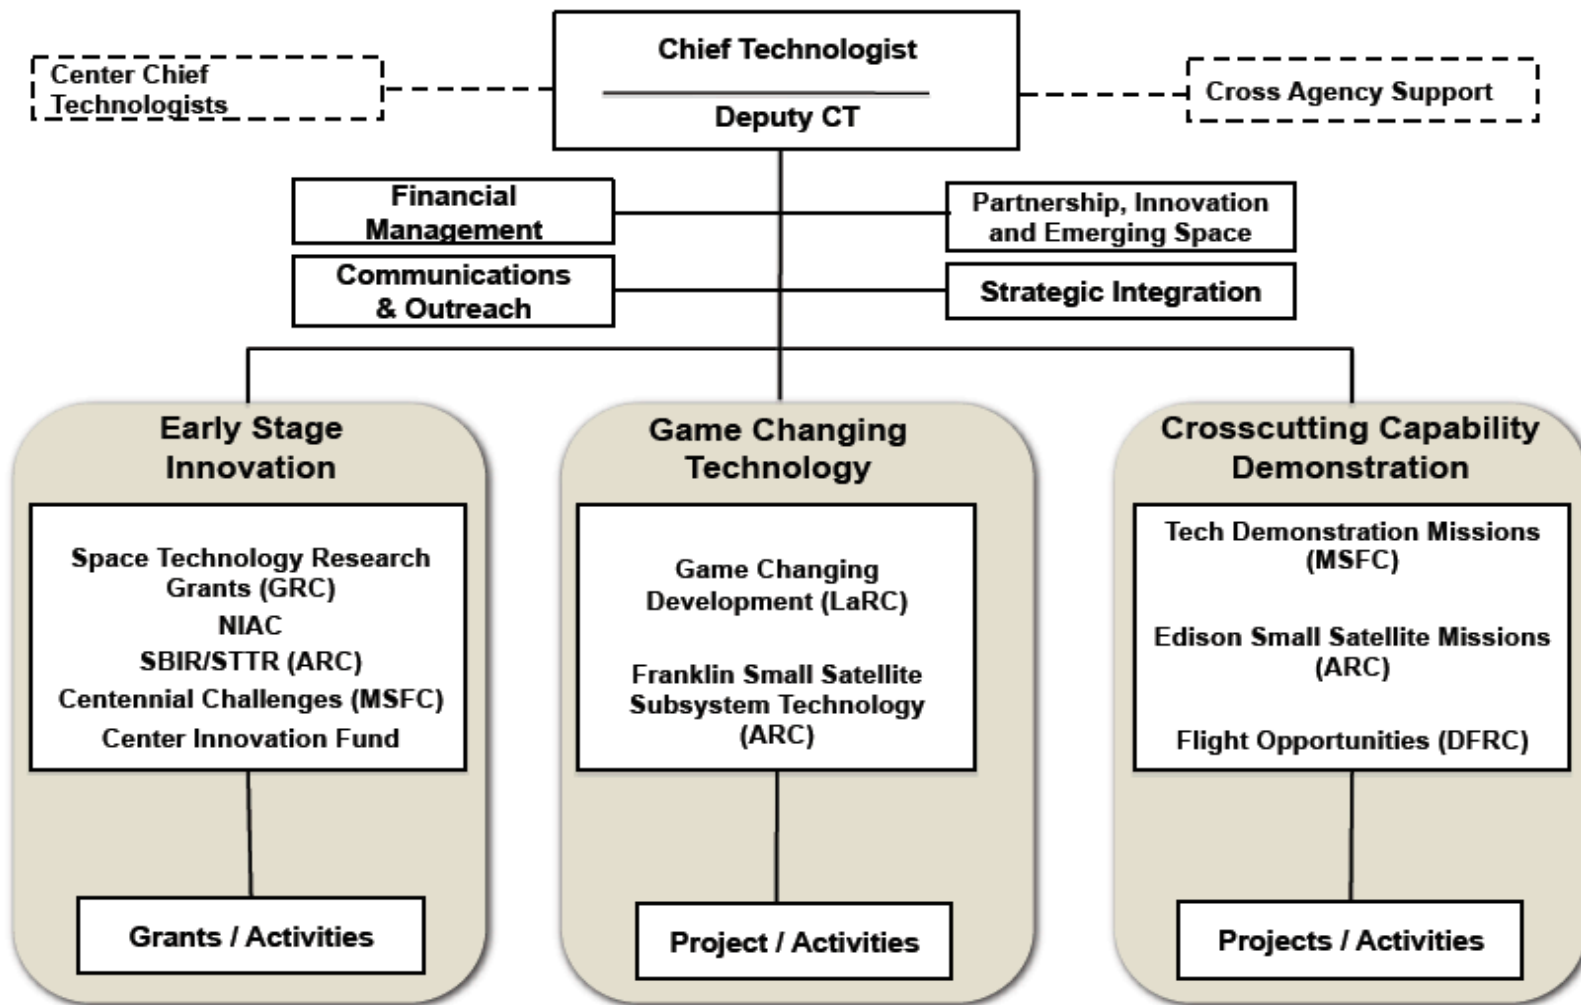 Chief Technologist
Deputy CT
Center Chief
Technologists
Cross Agency Support
Financial
Management
Partnership, Innovation
and Emerging Space
Communications
& Outreach
Strategic Integration
Early Stage
Innovation
Space Technology Research
Grants (GRC)
NIAC
SBIR/STTR (ARC)
Centennial Challenges (MSFC)
Center Innovation Fund
Grants / Activities
Game Changing
Technology
Game Changing
Development (LaRC)
Franklin Small Satellite
Subsystem Technology
(ARC)
Project / Activities
Crosscutting Capability
Demonstration
Tech Demonstration Missions
(MSFC)
Edison Small Satellite Missions
(ARC)
Flight Opportunities (DFRC)
Projects / Activities